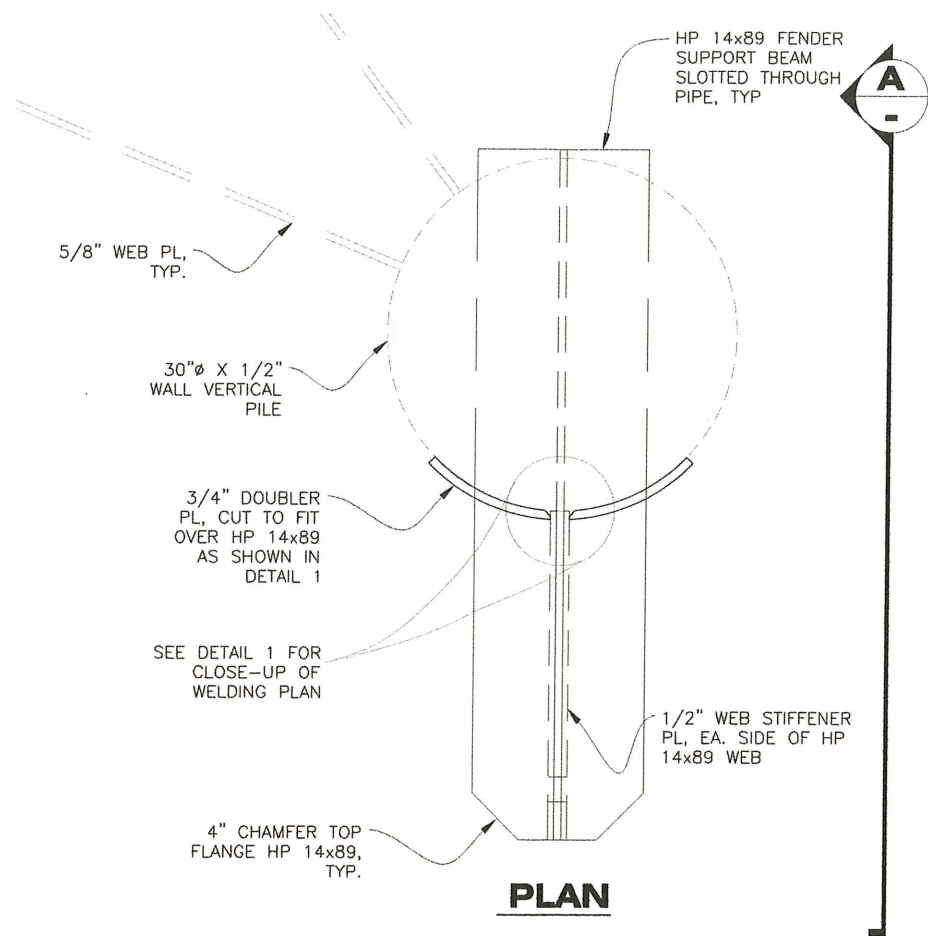 HP 14x89 FENDER
SUPPORT BEAM
SLOTTED THROUGH
PIPE, TYP
A
-
5/8" WEB PL,
TYP.
30"ø X 1/2"
WALL VERTICAL
PILE
3/4" DOUBLER
PL, CUT TO FIT
OVER HP 14x89
AS SHOWN IN
DETAIL 1
SEE DETAIL 1 FOR
CLOSE-UP OF
WELDING PLAN
1/2" WEB STIFFENER
PL, EA. SIDE OF HP
14x89 WEB
4" CHAMFER TOP
FLANGE HP 14x89,
TYP.
PLAN